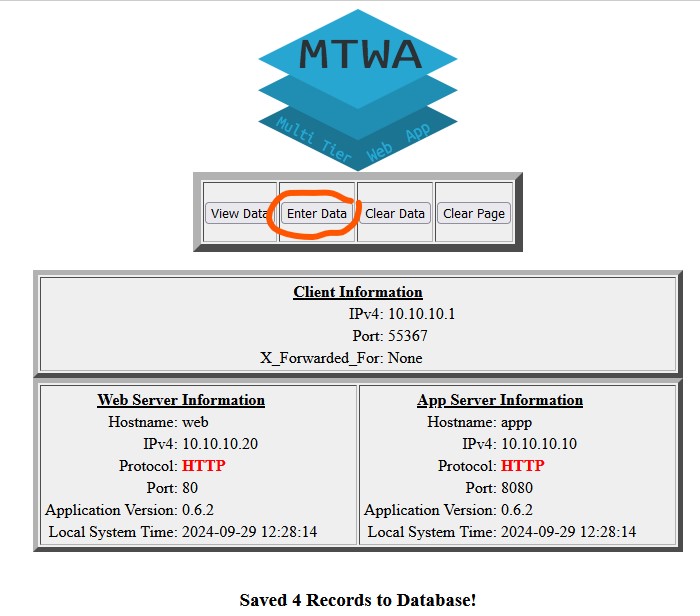 MTWA
Multi Tier Web App
View Data Enter Data Clear Data Clear Page
Client Information
IPv4: 10.10.10.1
Port: 55367
X_Forwarded_For: None
Web Server Information
Hostname: web
IPv4: 10.10.10.20
Protocol: HTTP
Port: 80
Application Version: 0.6.2
Local System Time: 2024-09-29 12:28:14
App Server Information
Hostname: appp
IPv4: 10.10.10.10
Protocol: HTTP
Port: 8080
Application Version: 0.6.2
Local System Time: 2024-09-29 12:28:14
Saved 4 Records to Database!